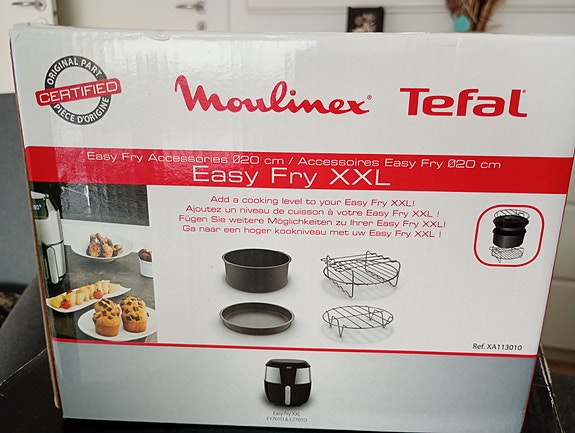 ORIGINAL PART
CERTIFIED
PIÈCE D'ORIGINE
Moulinex
Tefal
Easy Fry Accessories Ø20 cm / Accessoires Easy Fry Ø20 cm
Easy Fry XXL
Add a cooking level to your Easy Fry XXL!
Ajoutez un niveau de cuisson à votre Easy Fry XXL !
Fügen Sie weitere Möglichkeiten zu Ihrer Easy Fry XXL!
Ga naar een hoger kookniveau met uw Easy Fry XXL !
Ref. XA113010
Easy Fry XXL